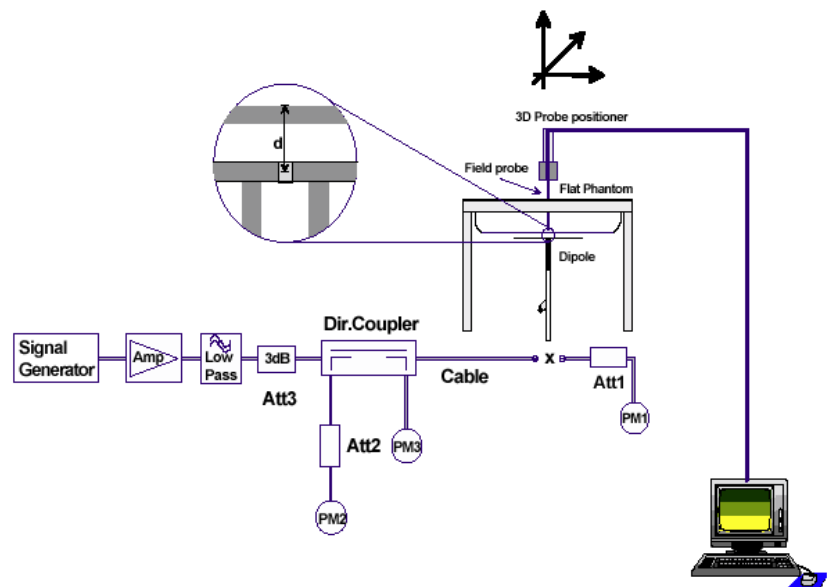 3D Probe positioner
d
Field probe
Flat Phantom
Dipole
Dir.Coupler
Signal
Generator
Amp
Low
Pass
3dB
Cable
x
Att1
Att3
PM1
Att2
PM3
PM2